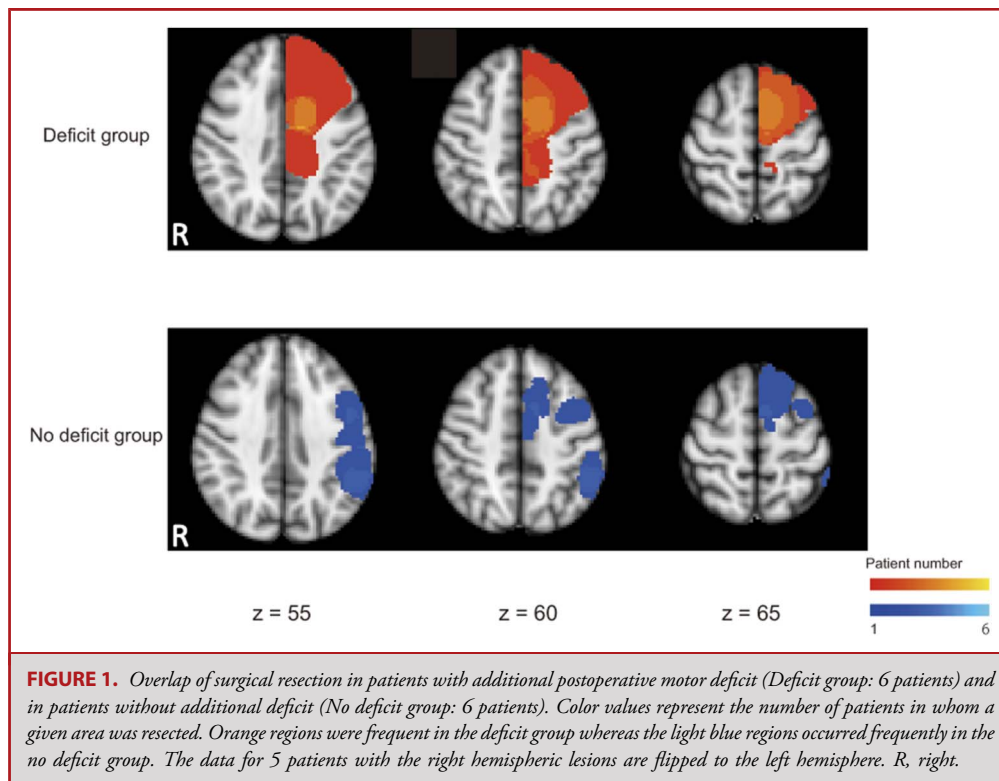 Deficit group
R
No deficit group
R
Patient number
z = 55
z = 60
z = 65
1
6
FIGURE 1. Overlap of surgical resection in patients with additional postoperative motor deficit (Deficit group: 6 patients) and
in patients without additional deficit (No deficit group: 6 patients). Color values represent the number of patients in whom a
given area was resected. Orange regions were frequent in the deficit group whereas the light blue regions occurred frequently in the
no deficit group. The data for 5 patients with the right hemispheric lesions are flipped to the left hemisphere. R, right.